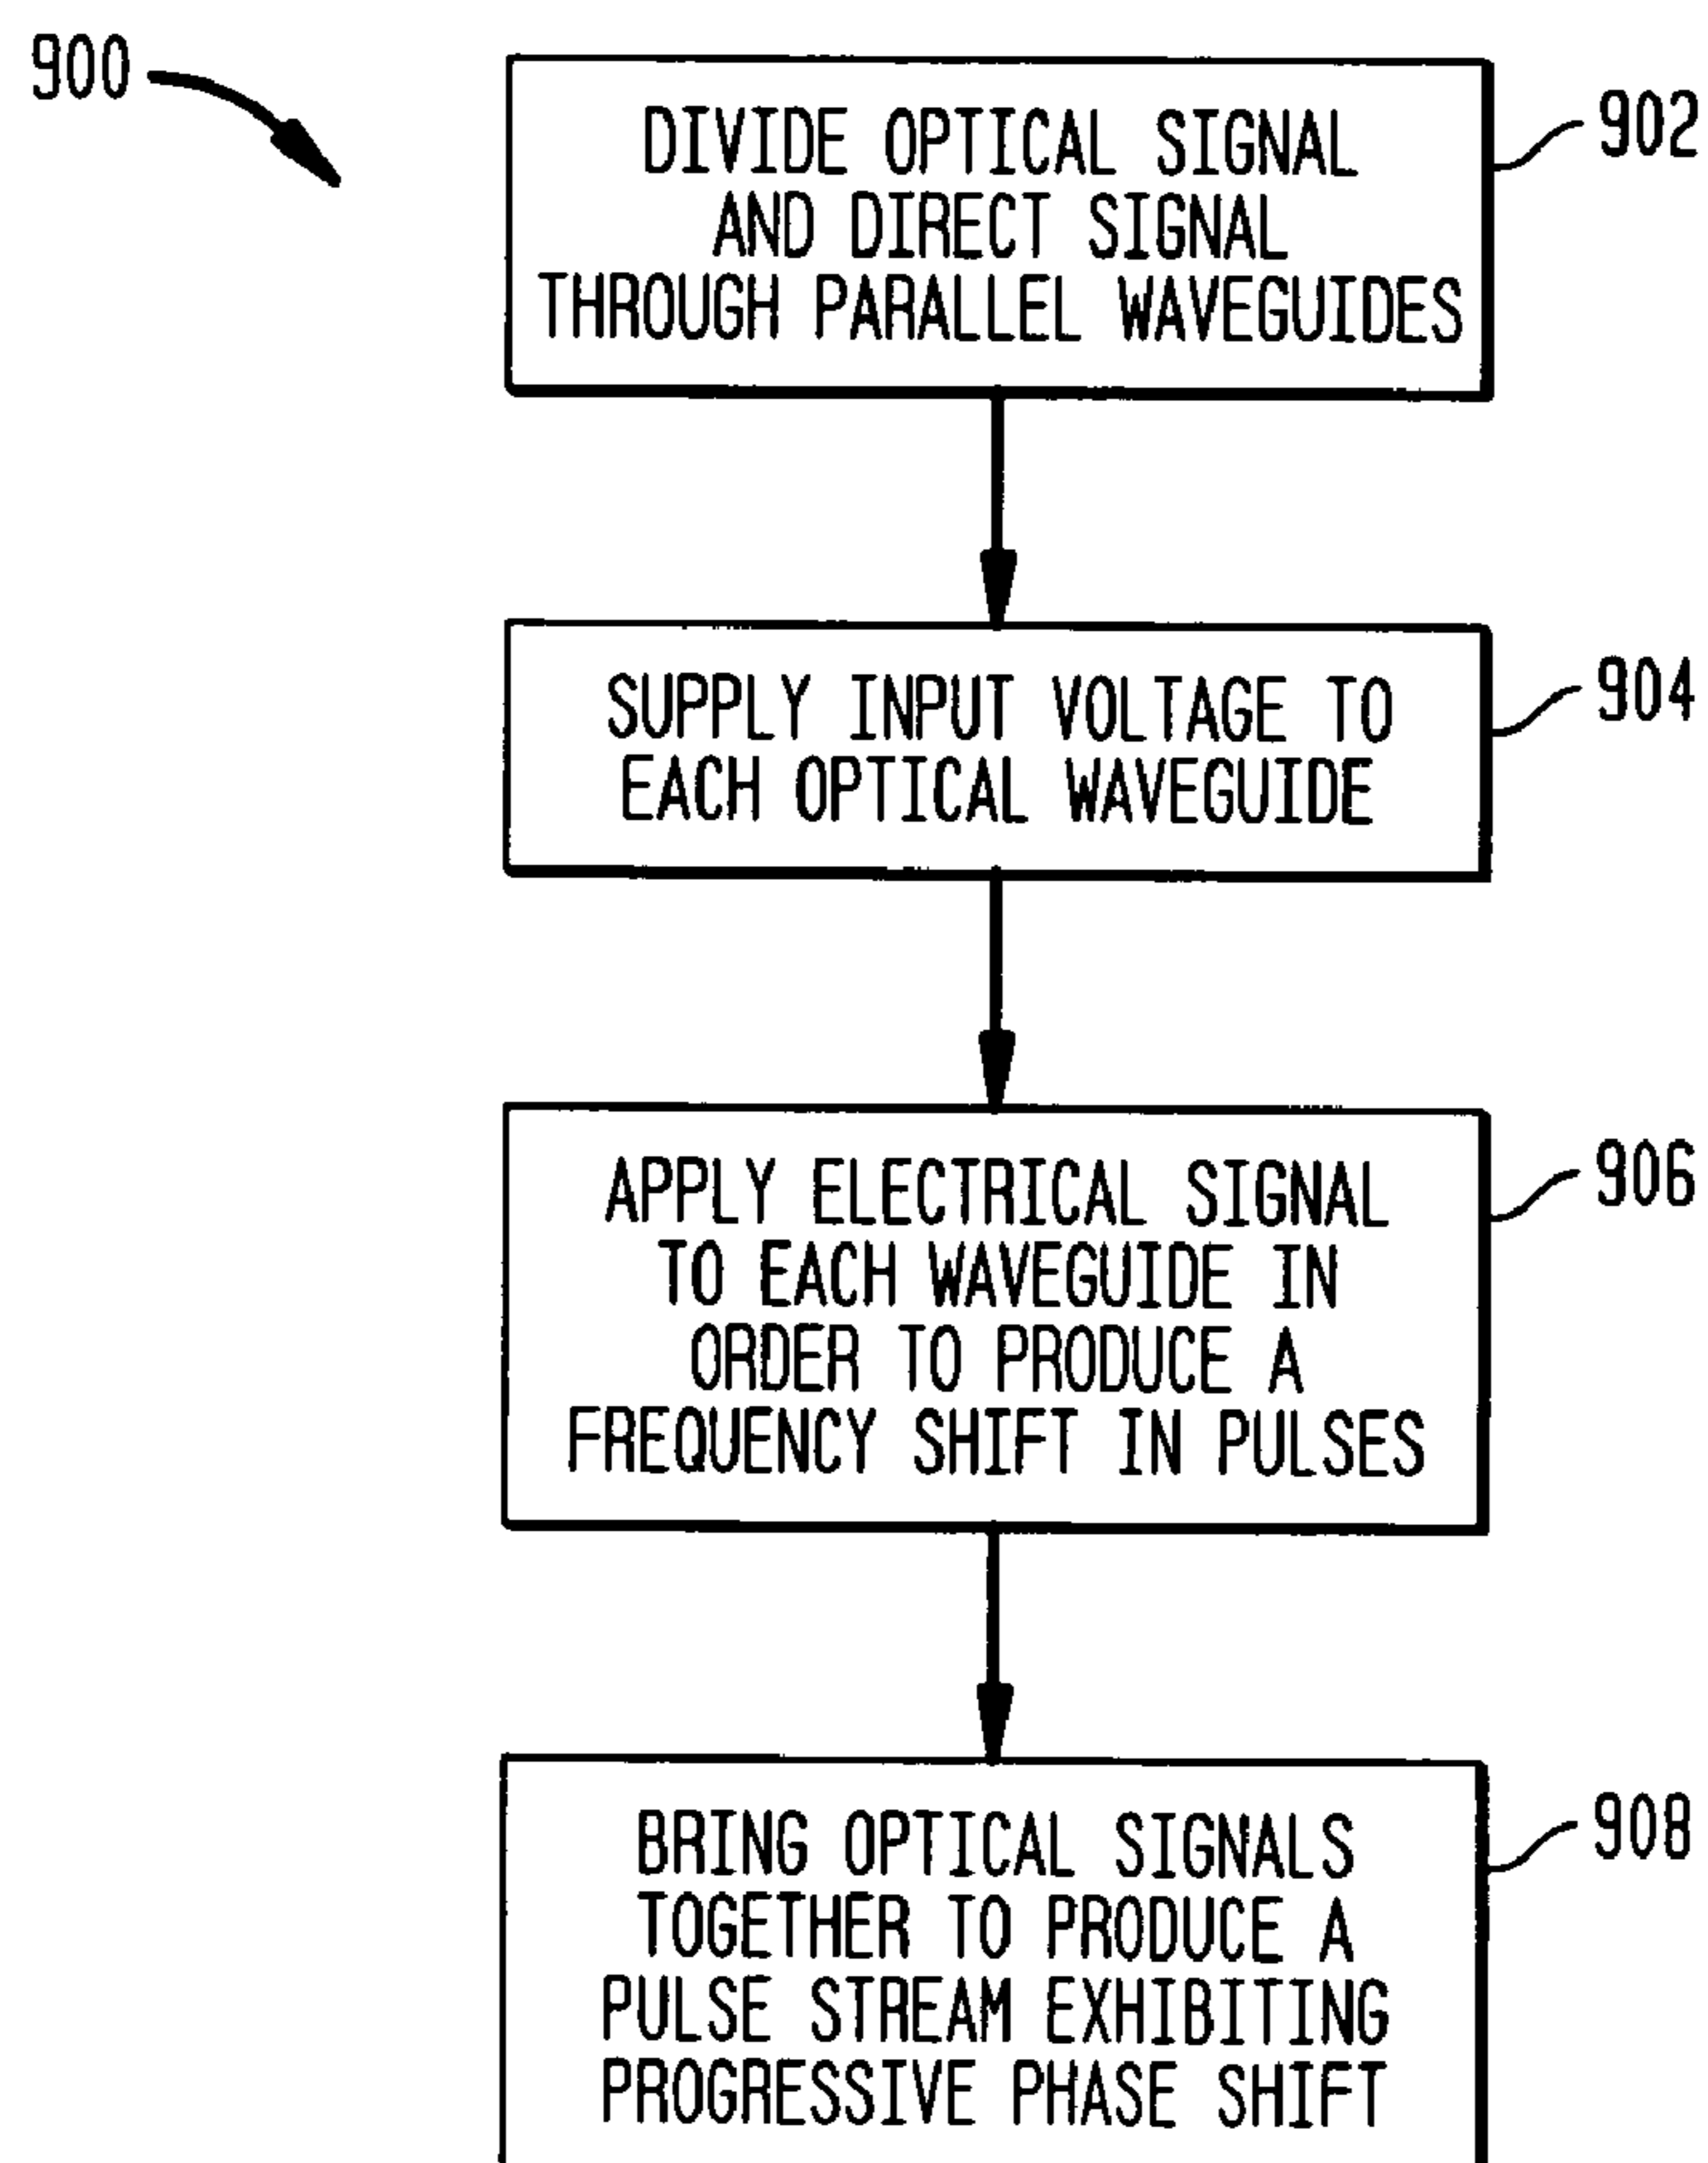 900
DIVIDE OPTICAL SIGNAL
AND DIRECT SIGNAL
THROUGH PARALLEL WAVEGUIDES
902
SUPPLY INPUT VOLTAGE TO
EACH OPTICAL WAVEGUIDE
904
APPLY ELECTRICAL SIGNAL
TO EACH WAVEGUIDE IN
ORDER TO PRODUCE A
FREQUENCY SHIFT IN PULSES
906
BRING OPTICAL SIGNALS
TOGETHER TO PRODUCE A
PULSE STREAM EXHIBITING
PROGRESSIVE PHASE SHIFT
908